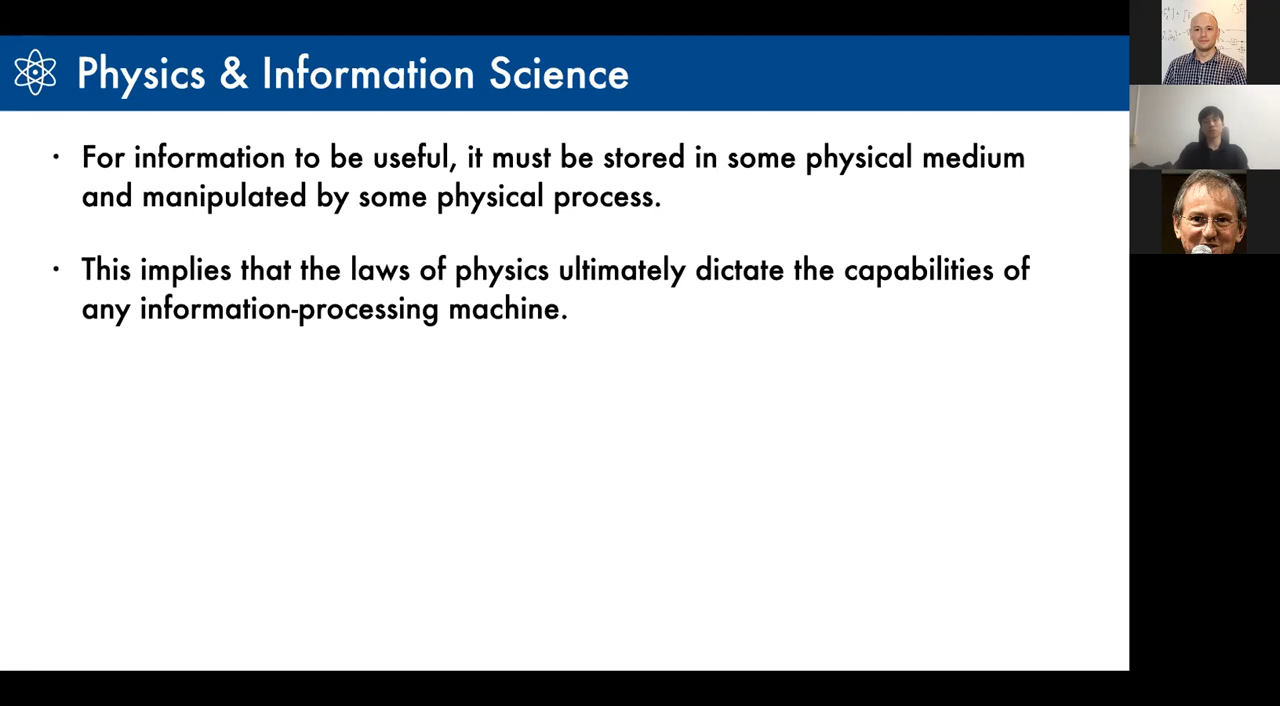 Physics & Information Science
• For information to be useful, it must be stored in some physical medium
and manipulated by some physical process.
• This implies that the laws of physics ultimately dictate the capabilities of
any information-processing machine.